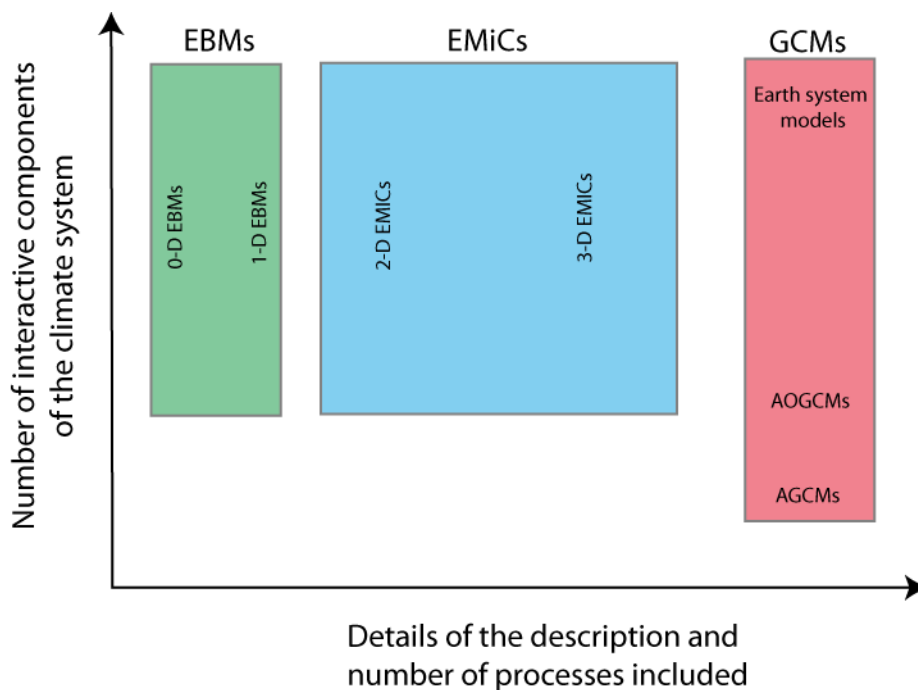 EBMs
EMiCs
GCMs
Number of interactive components
of the climate system
0-D EBMs
1-D EBMs
2-D EMICs
3-D EMICs
Earth system
models
AOGCMs
AGCMs
Details of the description and
number of processes included